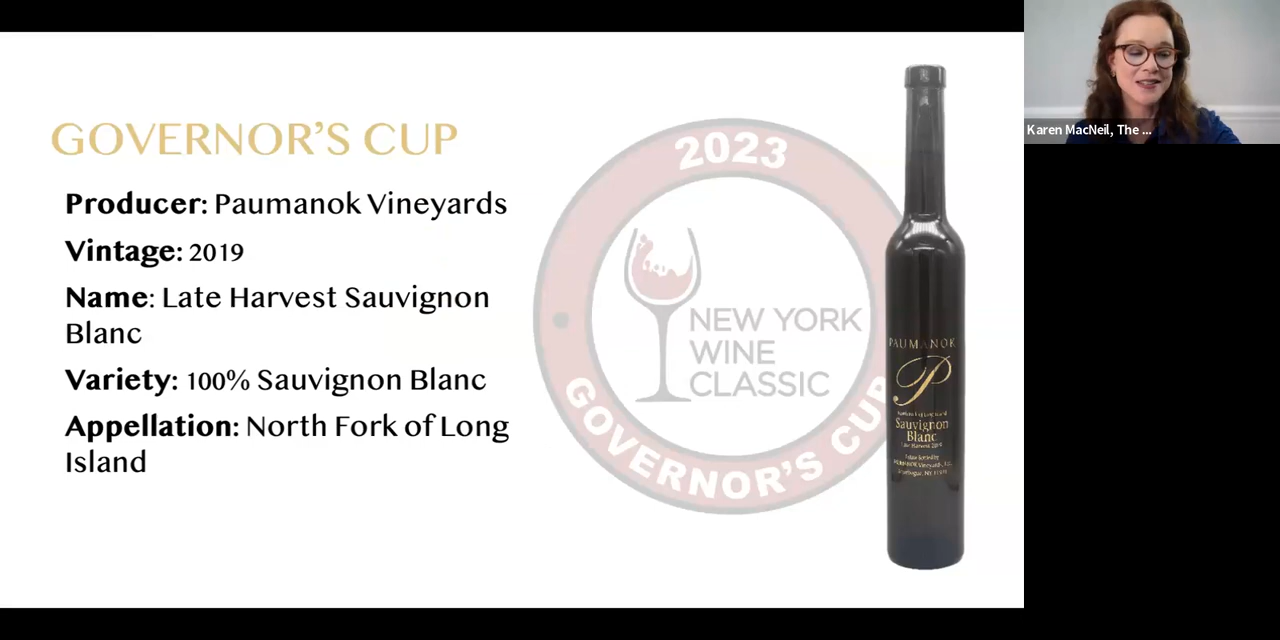 GOVERNOR'S CUP
Producer: Paumanok Vineyards
Vintage: 2019
Name: Late Harvest Sauvignon
Blanc
Variety: 100% Sauvignon Blanc
Appellation: North Fork of Long
Island
2023
NEW YORK
WINE
CLASSIC
GOVERNOR'S CUP
PAUMANOK
P
Sauvignon
Blanc
Karen MacNeil, The ...